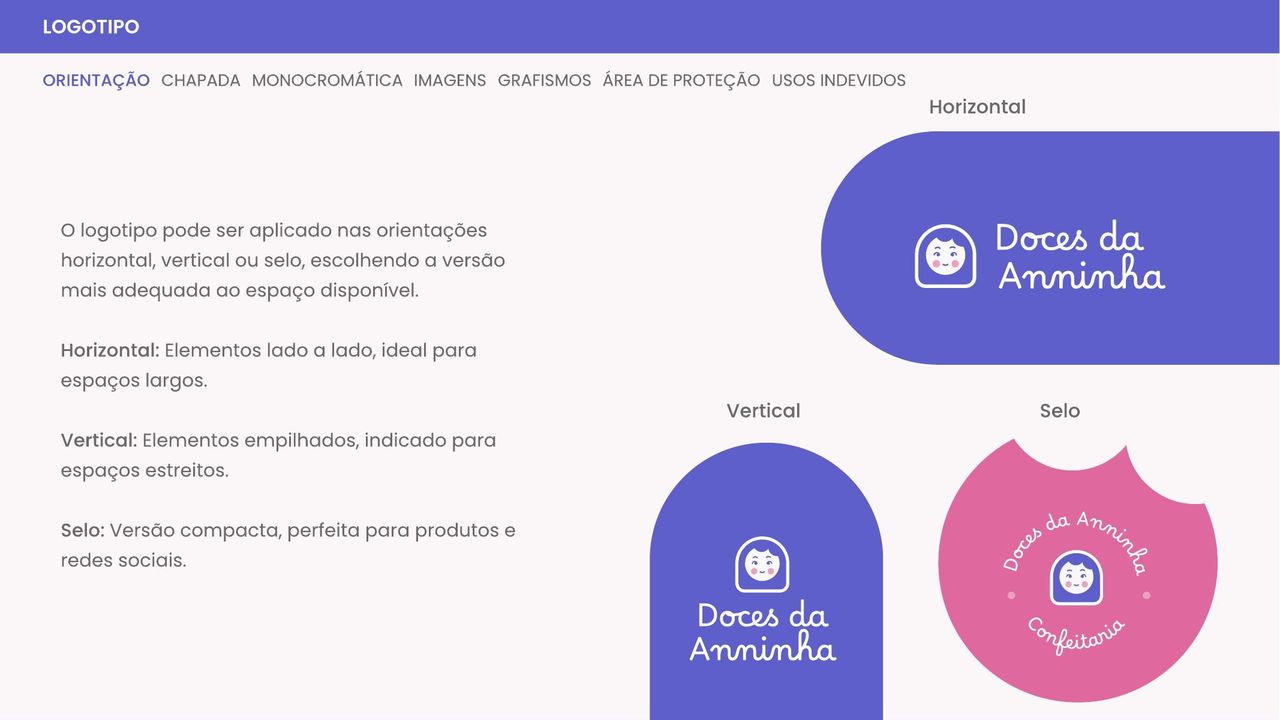 LOGOTIPO
ORIENTAÇÃO CHAPADA MONOCROMÁTICA IMAGENS GRAFISMOS ÁREA DE PROTEÇÃO USOS INDEVIDOS
O logotipo pode ser aplicado nas orientações
horizontal, vertical ou selo, escolhendo a versão
mais adequada ao espaço disponível.
Horizontal: Elementos lado a lado, ideal para
espaços largos.
Vertical: Elementos empilhados, indicado para
espaços estreitos.
Selo: Versão compacta, perfeita para produtos e
redes sociais.
Horizontal
Doces da
Anninha
Vertical
Doces da
Anninha
Selo
Doces da Anninha
Confeitaria